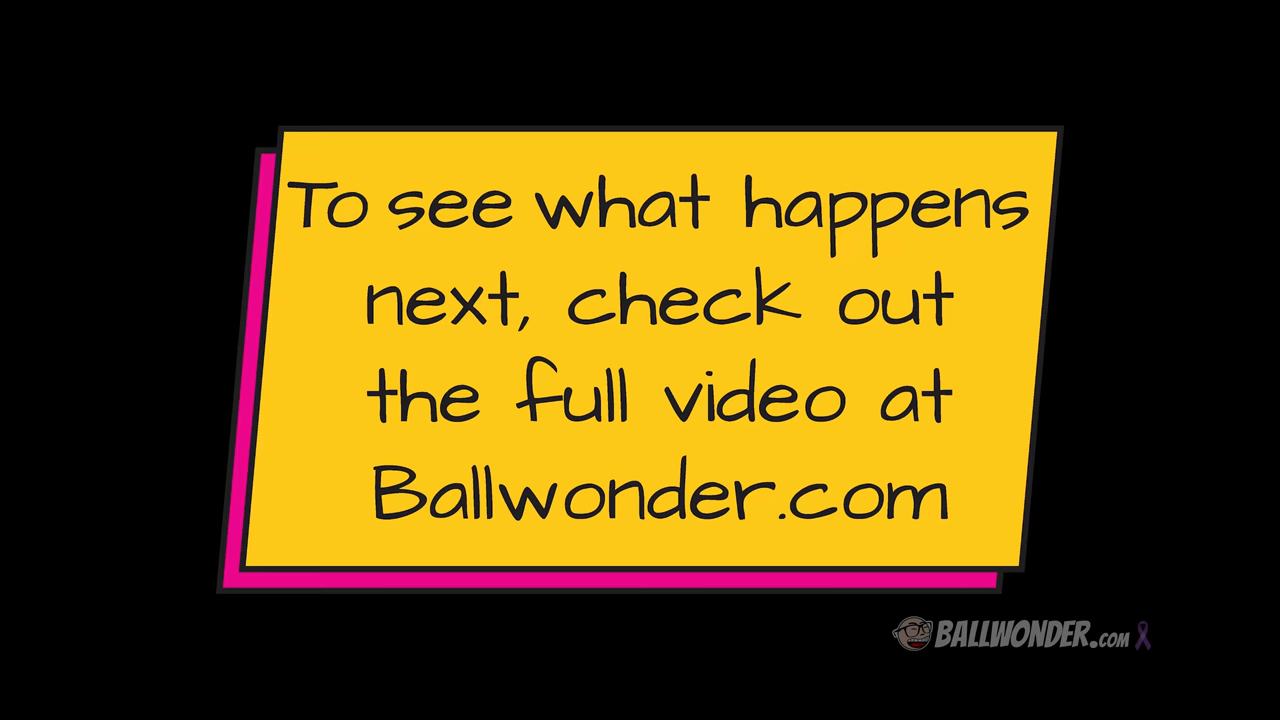 To see what happens
next, check out
the full video at
Ballwonder.com
BALLWONDER.COM